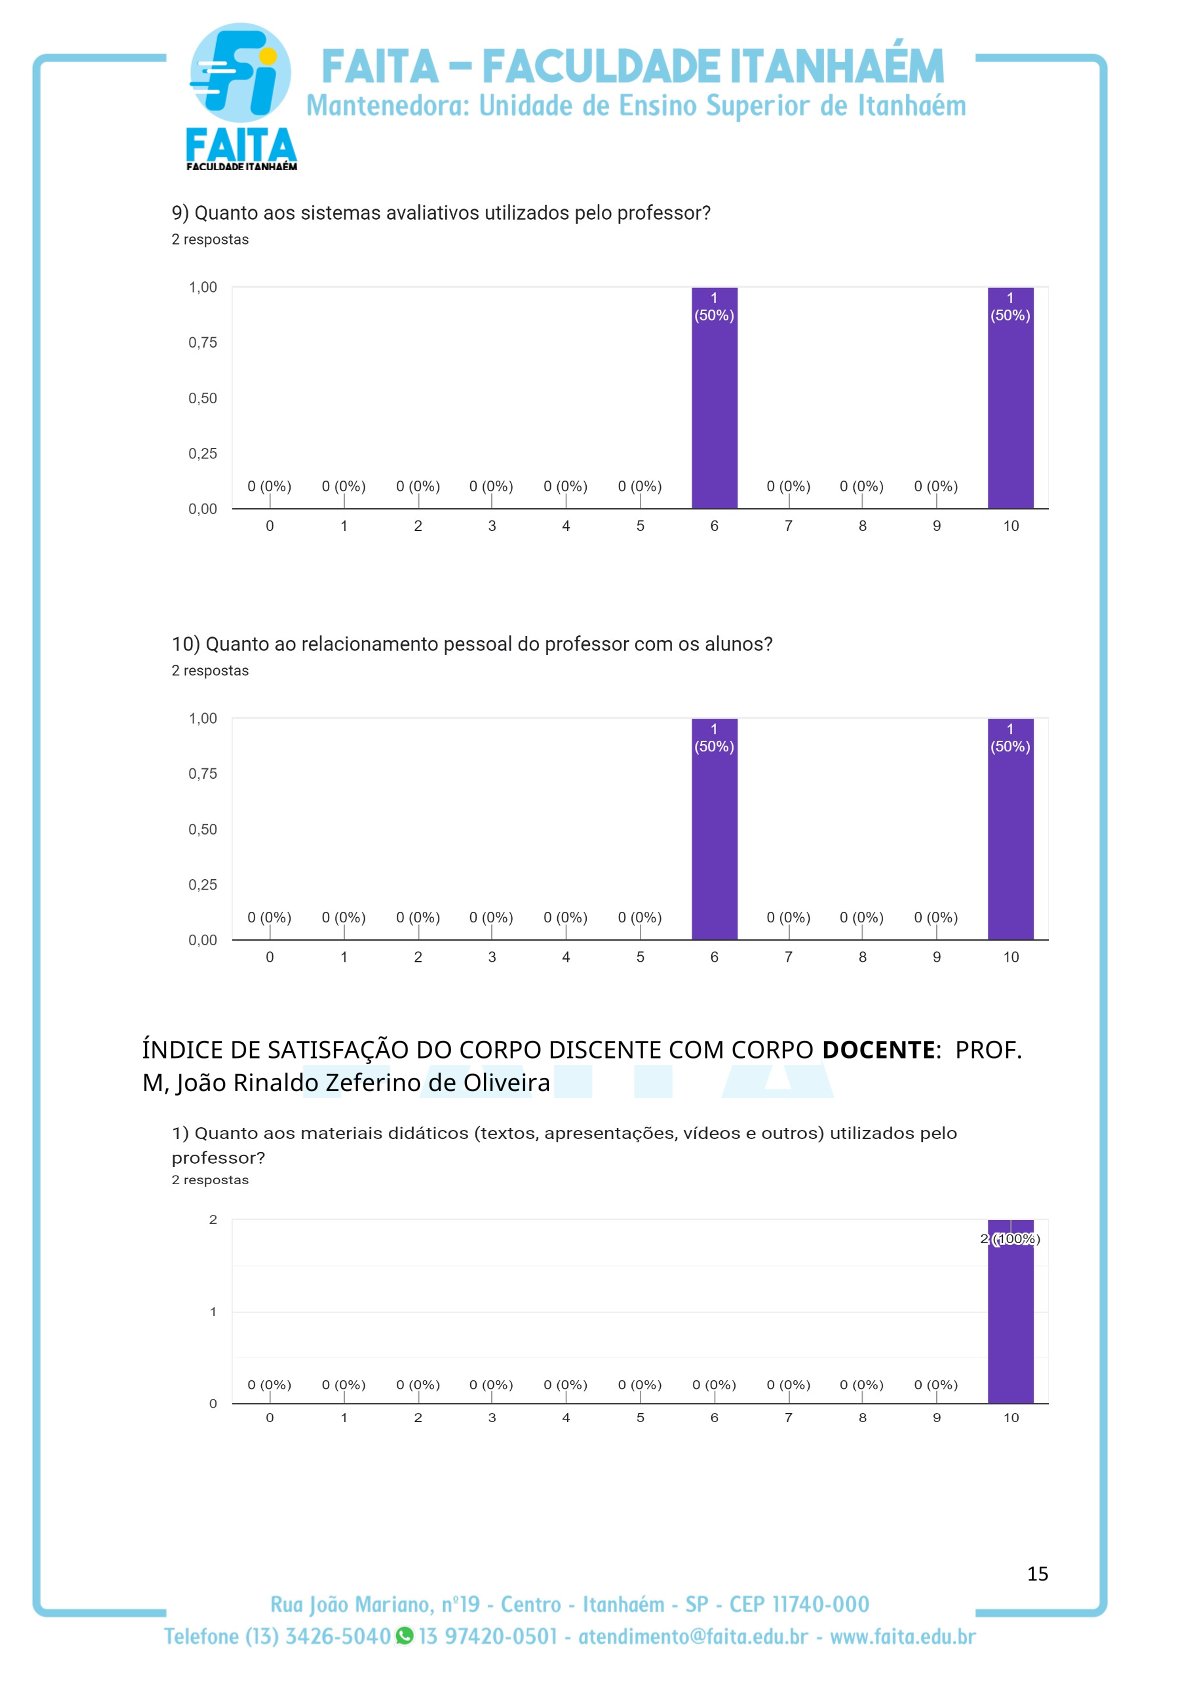 FAITA – FACULDADE ITANHAÉM
Mantenedora: Unidade de Ensino Superior de Itanhaém
Fi
FAITA
FACULDADE ITANHAÉM
9) Quanto aos sistemas avaliativos utilizados pelo professor?
2 respostas
1,00
0,75
0,50
0,25
0,00
1 (50%) 1 (50%)
0 (0%) 0 (0%) 0 (0%) 0 (0%) 0 (0%) 0 (0%) 0 (0%) 0 (0%) 0 (0%)
0 1 2 3 4 5 6 7 8 9 10
10) Quanto ao relacionamento pessoal do professor com os alunos?
2 respostas
1,00
0,75
0,50
0,25
0,00
1 (50%) 1 (50%)
0 (0%) 0 (0%) 0 (0%) 0 (0%) 0 (0%) 0 (0%) 0 (0%) 0 (0%) 0 (0%)
0 1 2 3 4 5 6 7 8 9 10
ÍNDICE DE SATISFAÇÃO DO CORPO DISCENTE COM CORPO DOCENTE: PROF.
M, João Rinaldo Zeferino de Oliveira
1) Quanto aos materiais didáticos (textos, apresentações, vídeos e outros) utilizados pelo
professor?
2 respostas
2
1
0
2 (100%)
0 (0%) 0 (0%) 0 (0%) 0 (0%) 0 (0%) 0 (0%) 0 (0%) 0 (0%) 0 (0%) 0 (0%)
0 1 2 3 4 5 6 7 8 9 10
15
Rua João Mariano, nº19 - Centro - Itanhaém - SP - CEP 11740-000
Telefone (13) 3426-5040 13 97420-0501 - atendimento@faita.edu.br - www.faita.edu.br